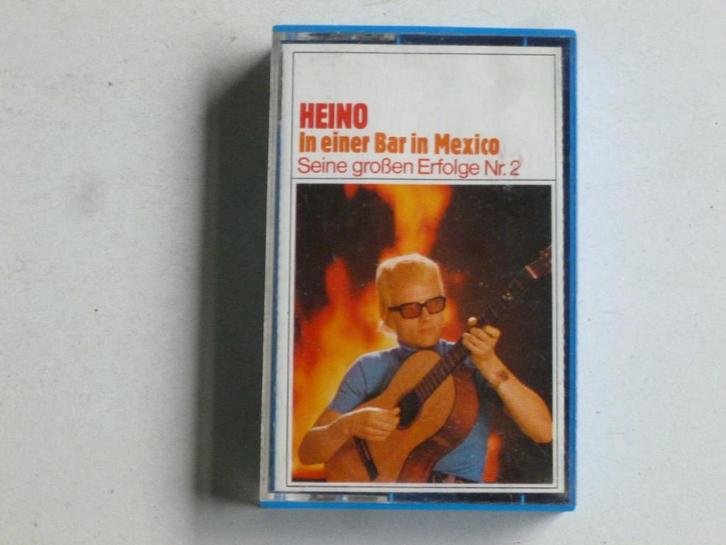 HEINO
In einer Bar in Mexico
Seine großen Erfolge Nr. 2